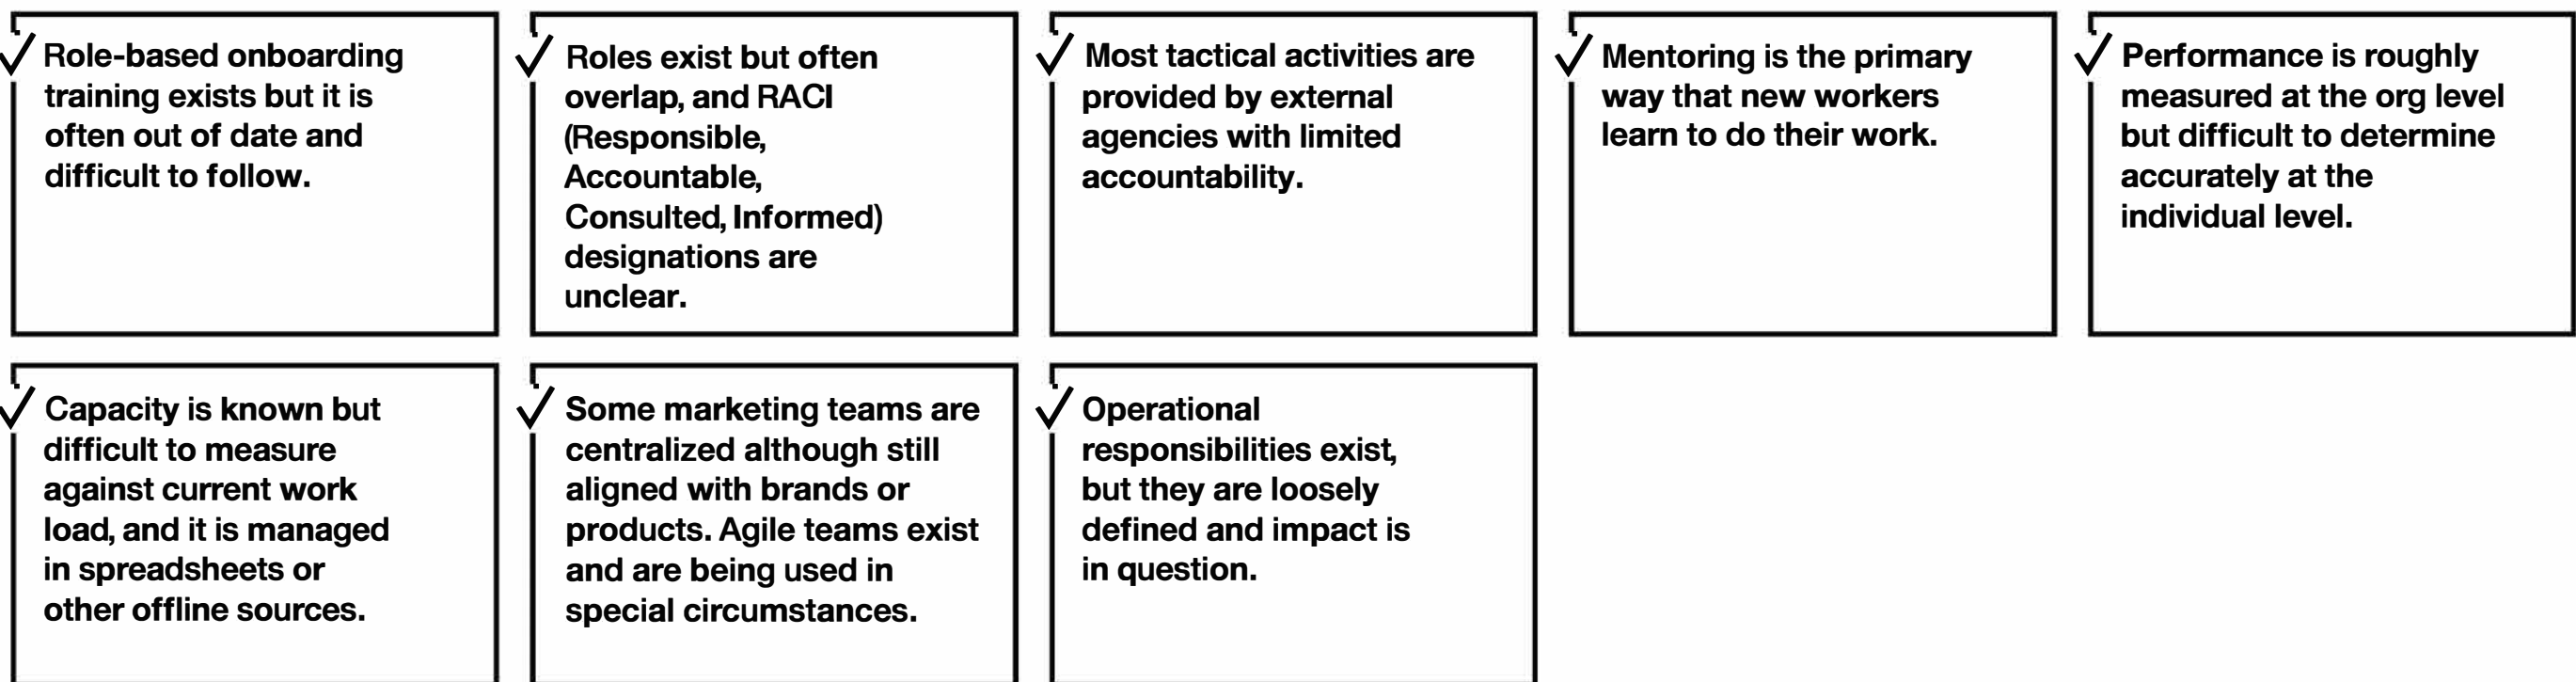 Role-based onboarding
training exists but it is
often out of date and
difficult to follow.
Roles exist but often
overlap, and RACI
(Responsible,
Accountable,
Consulted, Informed)
designations are
unclear.
Most tactical activities are
provided by external
agencies with limited
accountability.
Mentoring is the primary
way that new workers
learn to do their work.
Performance is roughly
measured at the org level
but difficult to determine
accurately at the
individual level.
Capacity is known but
difficult to measure
against current work
load, and it is managed
in spreadsheets or
other offline sources.
Some marketing teams are
centralized although still
aligned with brands or
products. Agile teams exist
and are being used in
special circumstances.
Operational
responsibilities exist,
but they are loosely
defined and impact is
in question.